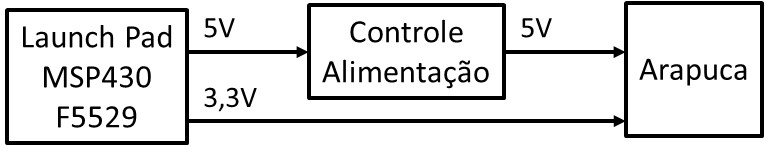 Launch Pad
MSP430
F5529
5V
3,3V
Controle
Alimentação
5V
Arapuca